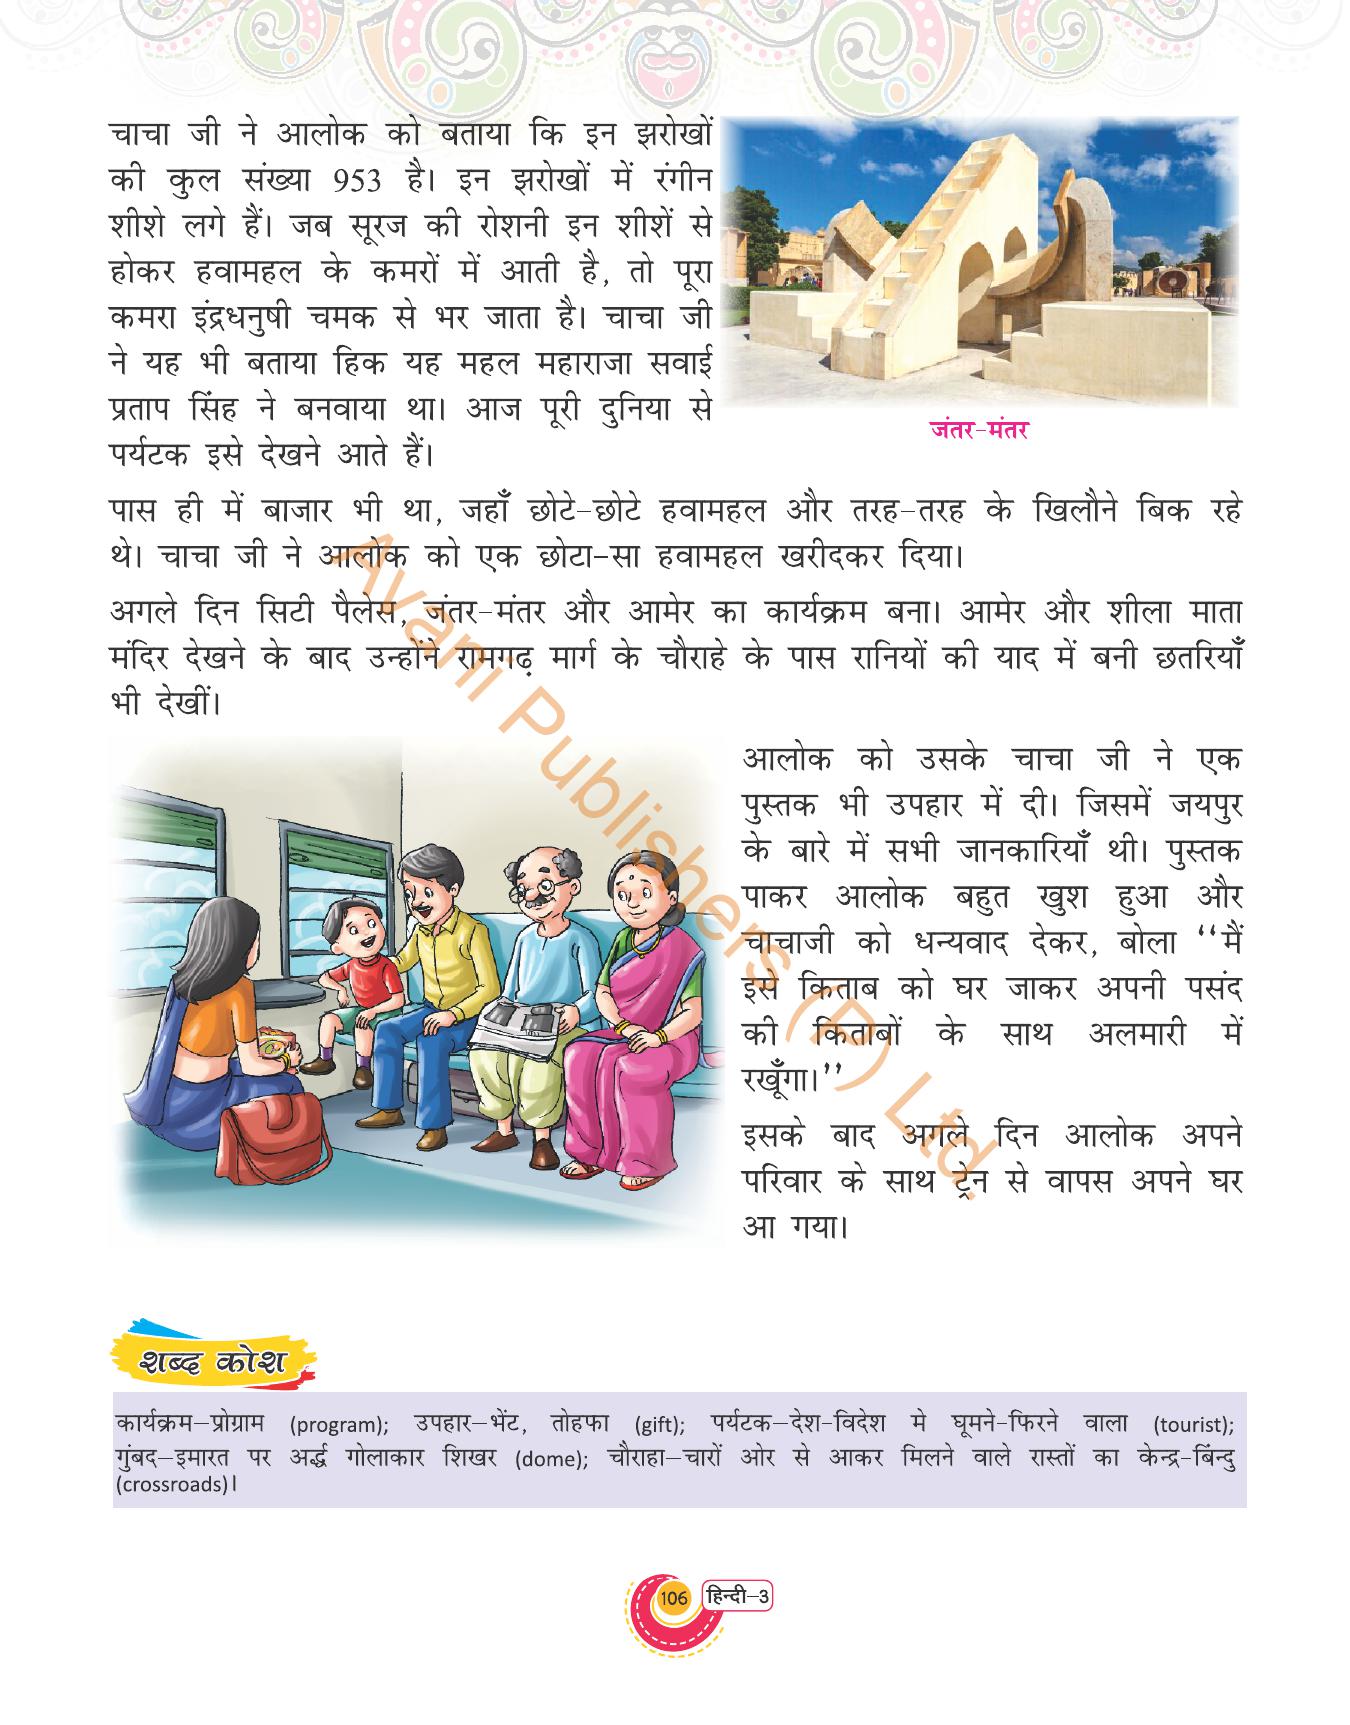 चाचा जी ने आलोक को बताया कि इन झरोखों
की कुल संख्या 953 है। इन झरोखों में रंगीन
शीशे लगे हैं। जब सूरज की रोशनी इन शीशें से
होकर हवामहल के कमरों में आती है, तो पूरा
कमरा इंद्रधनुषी चमक से भर जाता है। चाचा जी
ने यह भी बताया हिक यह महल महाराजा सवाई
प्रताप सिंह ने बनवाया था। आज पूरी दुनिया से
पर्यटक इसे देखने आते हैं।
जंतर-मंतर
पास ही में बाजार भी था, जहाँ छोटे-छोटे हवामहल और तरह-तरह के खिलौने बिक रहे
थे। चाचा जी ने आलोक को एक छोटा-सा हवामहल खरीदकर दिया।
अगले दिन सिटी पैलेस, जंतर-मंतर और आमेर का कार्यक्रम बना। आमेर और शीला माता
मंदिर देखने के बाद उन्होंने रामगढ़ मार्ग के चौराहे के पास रानियों की याद में बनी छतरियाँ
भी देखीं।
आलोक को उसके चाचा जी ने एक
पुस्तक भी उपहार में दी। जिसमें जयपुर
के बारे में सभी जानकारियाँ थी। पुस्तक
पाकर आलोक बहुत खुश हुआ और
चाचाजी को धन्यवाद देकर, बोला ‘‘मैं
इसे किताब को घर जाकर अपनी पसंद
की किताबों के साथ अलमारी में
रखूँगा।’’
इसके बाद अगले दिन आलोक अपने
परिवार के साथ ट्रेन से वापस अपने घर
आ गया।
Avani Publishers (P) Ltd.
शब्द कोश
कार्यक्रम–प्रोग्राम (program); उपहार–भेंट, तोहफा (gift); पर्यटक–देश-विदेश मे घूमने-फिरने वाला (tourist);
गुंबद–इमारत पर अर्द्ध गोलाकार शिखर (dome); चौराहा–चारों ओर से आकर मिलने वाले रास्तों का केन्द्र-बिंन्दु
(crossroads)।
106 हिन्दी–3